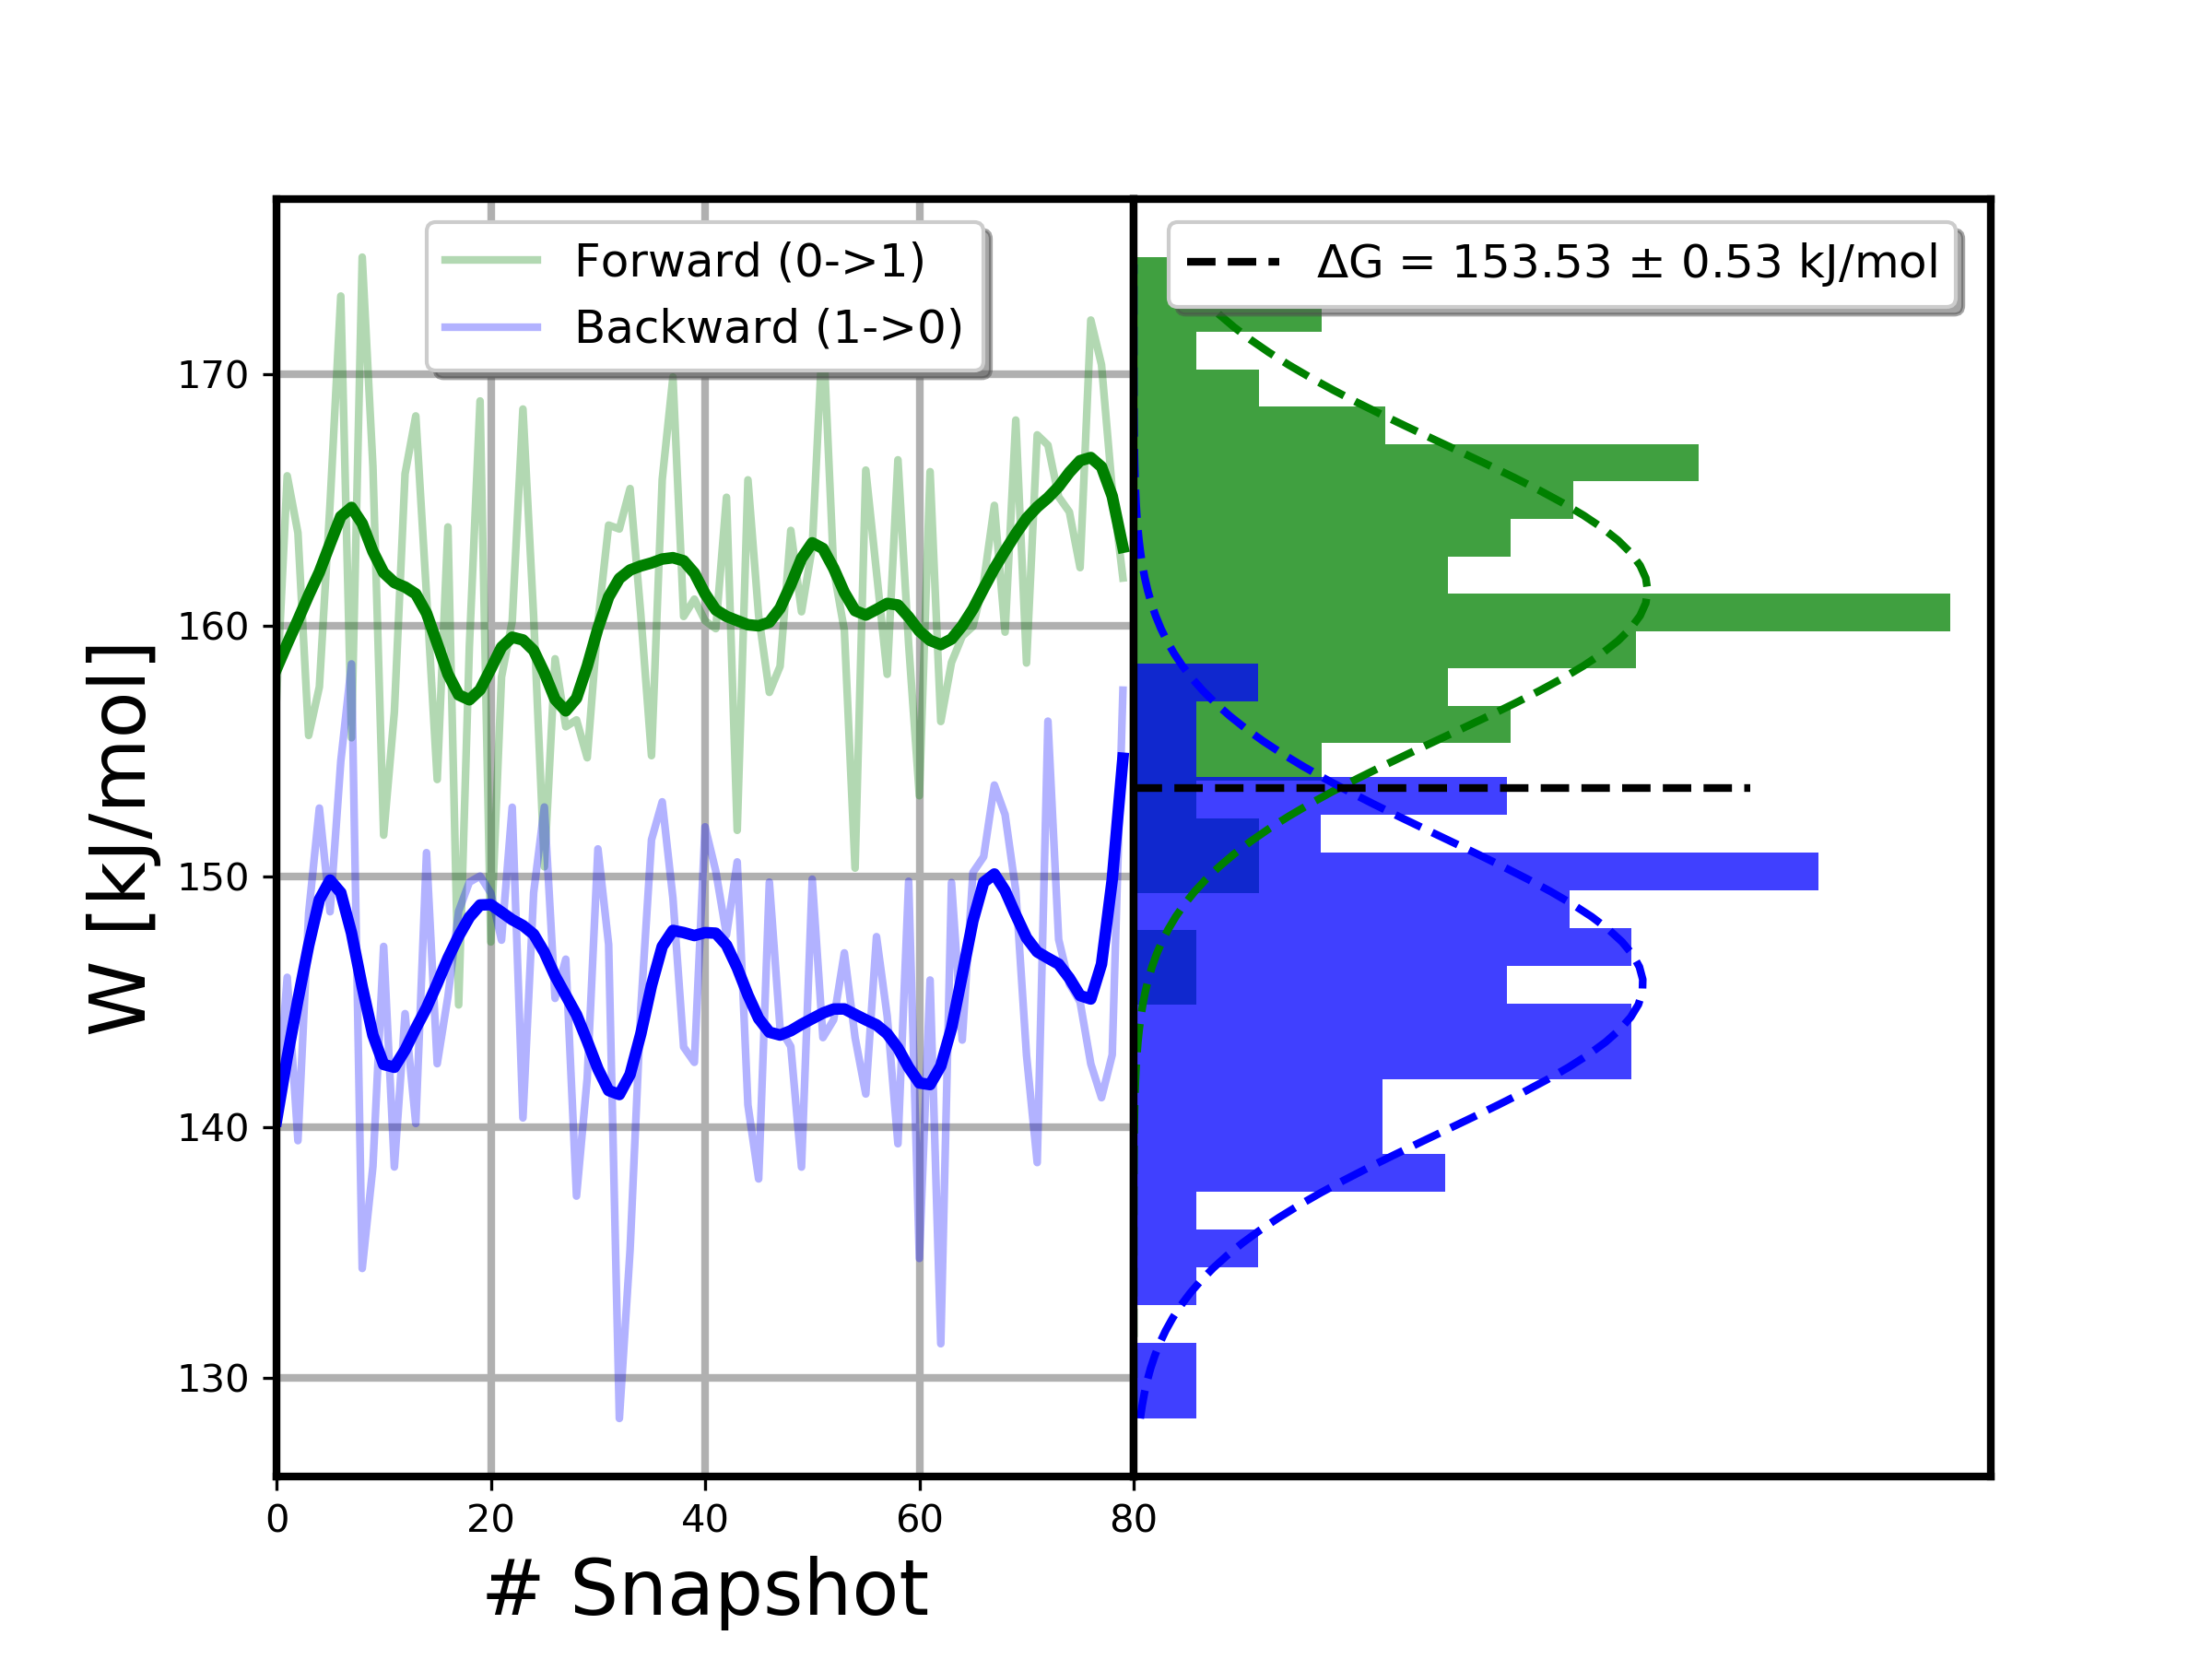 Forward (0->1)
Backward (1->0)
ΔG = 153.53 ± 0.53 kJ/mol
W [kJ/mol]
170
160
150
140
130
0 20 40 60 80
# Snapshot